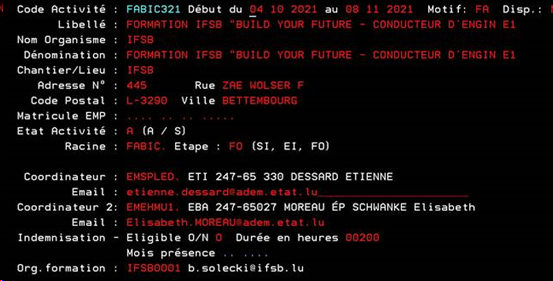 Code Activité : FABIC321 Début du 04 10 2021 au 08 11 2021 Motif: FA Disp.:
Libellé : FORMATION IFSB "BUILD YOUR FUTURE - CONDUCTEUR D'ENGIN E1
Nom Organisme : IFSB
Dénomination : FORMATION IFSB "BUILD YOUR FUTURE - CONDUCTEUR D'ENGIN E1
Chantier/Lieu : IFSB
Adresse N° : 445 Rue ZAE WOLSER F
Code Postal : L-3290 Ville BETTEMBOURG
Matricule EMP : .... .. .. .....
Etat Activité : A (A / S)
Racine : FABIC. Etape : FO (SI, EI, FO)
Coordinateur : EMSPLED. ETI 247-65 330 DESSARD ETIENNE
Email : etienne.dessard@adem.etat.lu
Coordinateur 2: EMEHMU1. EBA 247-65027 MOREAU ÉP SCHWANKE Elisabeth
Email : Elisabeth.MOREAU@adem.etat.lu
Indemnisation - Eligible O/N O Durée en heures 00200
Mois présence .. ....
Org.formation : IFSB0001 b.solecki@ifsb.lu